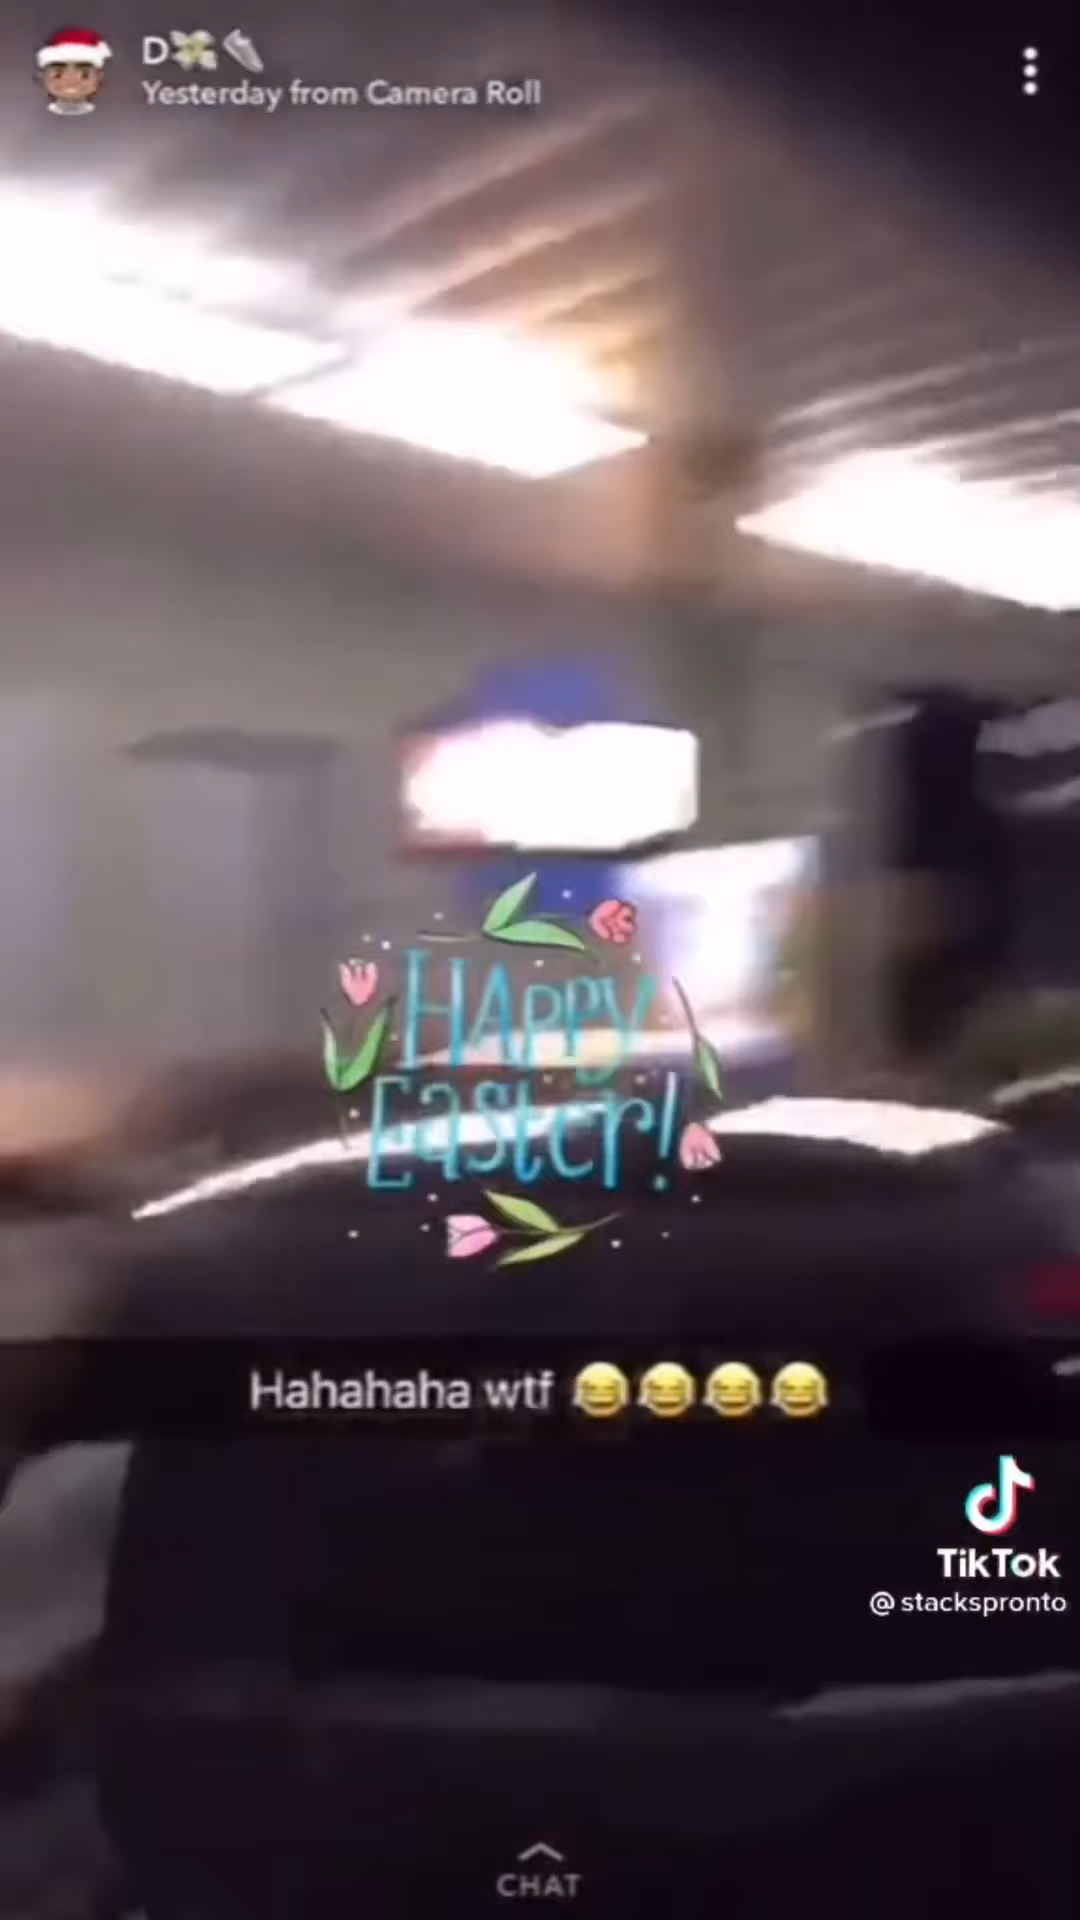 D💸👟
Yesterday from Camera Roll
HAppy
Easter!
Hahahaha wtf 😂😂😂😂
TikTok
@stackspronto
CHAT